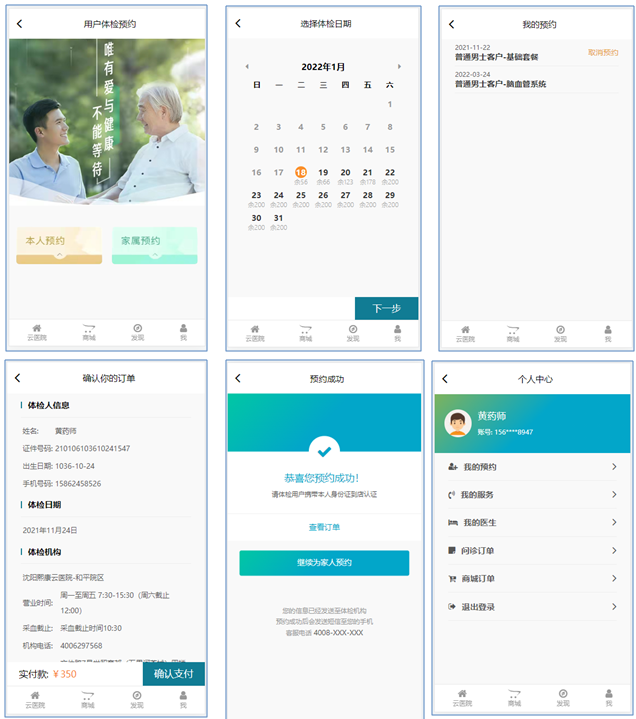 用户体检预约
唯有爱与健康
不能等待
本人预约
家属预约
云医院 商城 发现 我
选择体检日期
2022年1月
日 一 二 三 四 五 六
1
2 3 4 5 6 7 8
9 10 11 12 13 14 15
16 17 18 19 20 21 22
余58 余66 余123 余178 余200
23 24 25 26 27 28 29
余200 余200 余200 余200 余200 余200 余200
30 31
余200 余200
下一步
云医院 商城 发现 我
我的预约
2021-11-22
普通男士客户-基础套餐
取消预约
2022-03-24
普通男士客户-脑血管系统
云医院 商城 发现 我
确认你的订单
体检人信息
姓名: 黄药师
证件号码: 210106103610241547
出生日期: 1036-10-24
手机号码: 15862458526
体检日期
2021年11月24日
体检机构
沈阳熙康云医院-和平院区
营业时间: 周一至周五 7:30-15:30（周六截止
12:00）
采血截止: 采血截止时间10:30
机构电话: 4006297568
实付款: ¥350
确认支付
云医院 商城 发现 我
预约成功
恭喜您预约成功！
请体检用户携带本人身份证到店认证
查看订单
继续为家人预约
您的信息已经发送至体检机构
预约成功后会发送短信至您的手机
客服电话 4008-XXX-XXX
个人中心
黄药师
账号: 156****8947
我的预约
我的服务
我的医生
问诊订单
商城订单
退出登录
云医院 商城 发现 我